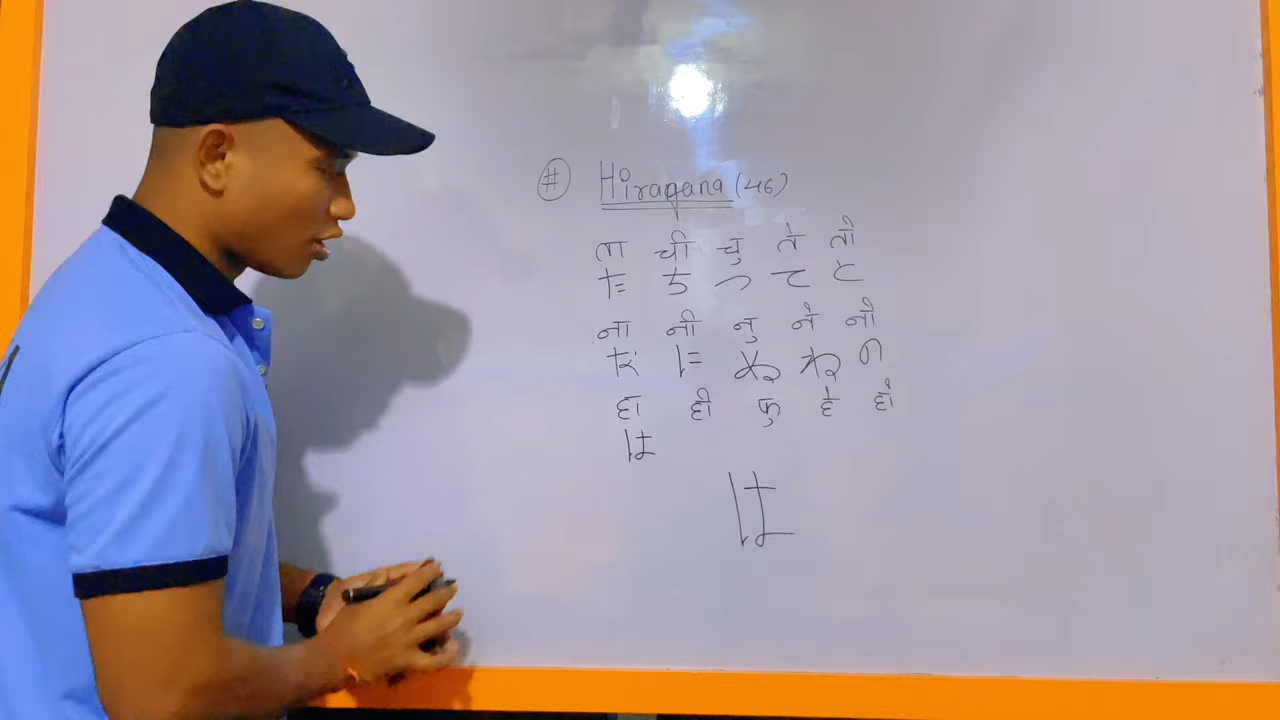 # Hiragana (46)
ता ची चु ते तो
た ち つ て と
ना नी नु ने नो
な に ぬ ね の
हा ही फु हे हो
は
は